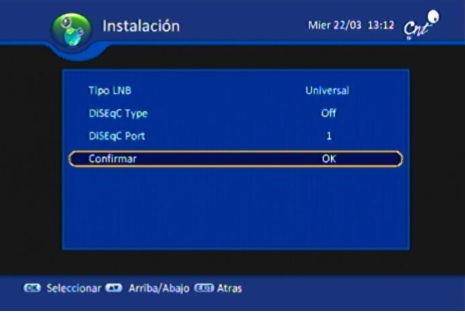 Instalación
Mier 22/03 13:12 Cnt
Tipo LNB Universal
DiSEqC Type Off
DiSEqC Port 1
Confirmar OK
OK Seleccionar Arriba/Abajo EXIT Atras